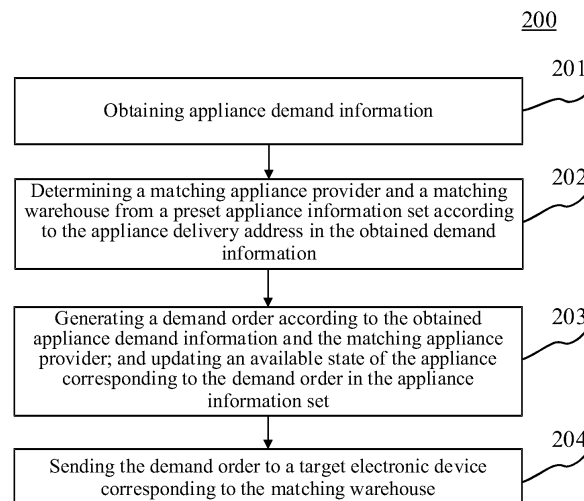 200
201
Obtaining appliance demand information
202
Determining a matching appliance provider and a matching
warehouse from a preset appliance information set according
to the appliance delivery address in the obtained demand
information
203
Generating a demand order according to the obtained
appliance demand information and the matching appliance
provider; and updating an available state of the appliance
corresponding to the demand order in the appliance
information set
204
Sending the demand order to a target electronic device
corresponding to the matching warehouse